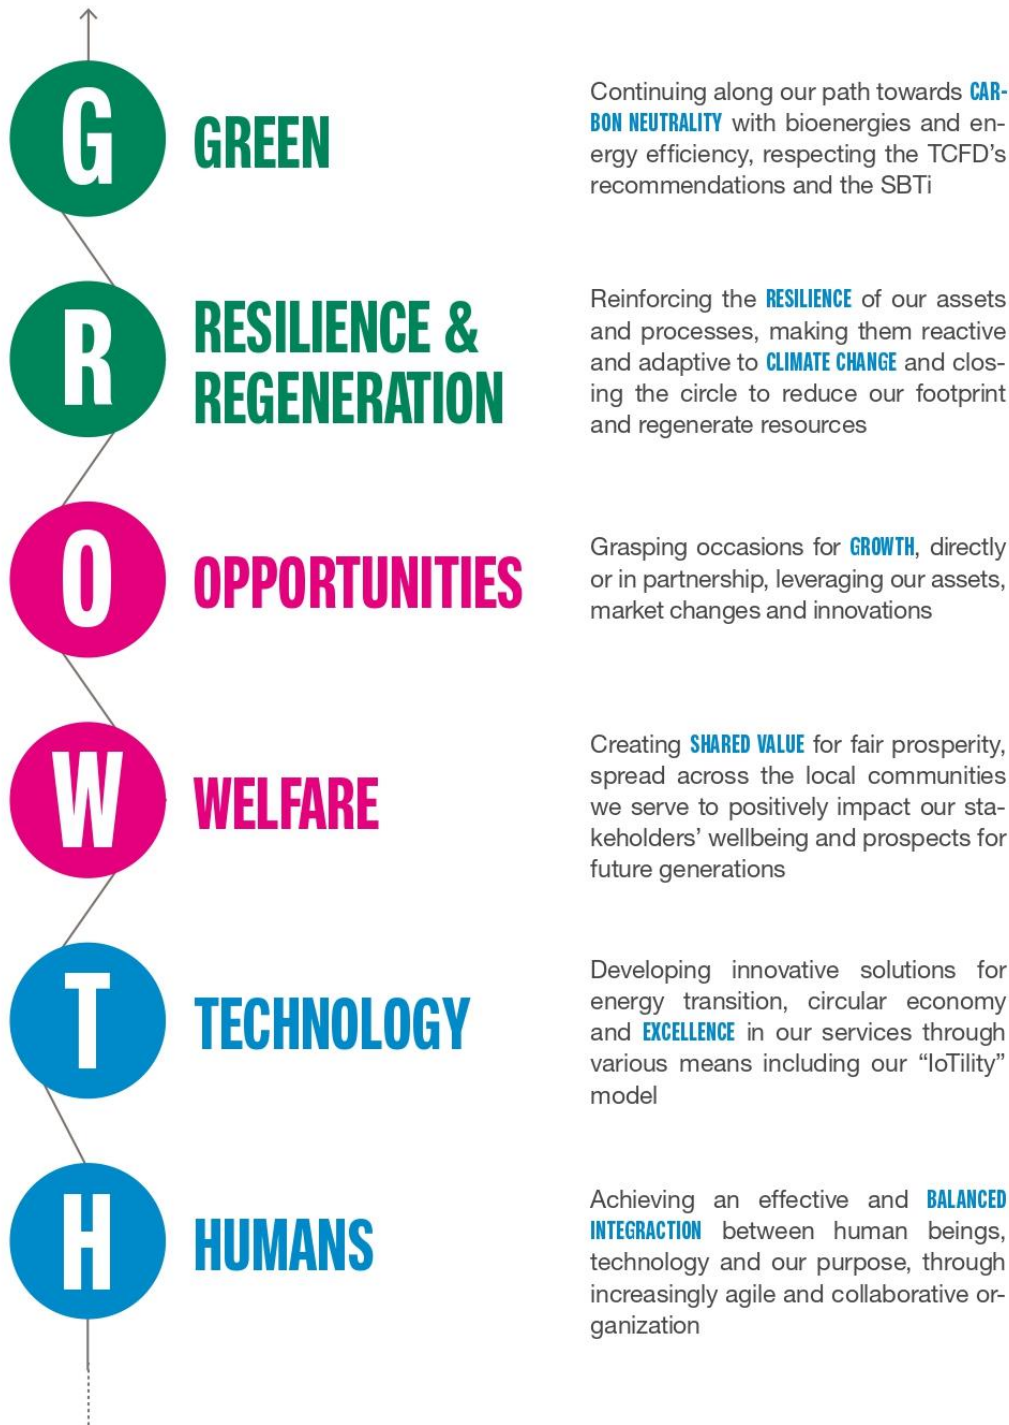 G
GREEN
Continuing along our path towards CAR-
BON NEUTRALITY with bioenergies and en-
ergy efficiency, respecting the TCFD’s
recommendations and the SBTi
R
RESILIENCE &
REGENERATION
Reinforcing the RESILIENCE of our assets
and processes, making them reactive
and adaptive to CLIMATE CHANGE and clos-
ing the circle to reduce our footprint
and regenerate resources
O
OPPORTUNITIES
Grasping occasions for GROWTH, directly
or in partnership, leveraging our assets,
market changes and innovations
W
WELFARE
Creating SHARED VALUE for fair prosperity,
spread across the local communities
we serve to positively impact our sta-
keholders’ wellbeing and prospects for
future generations
T
TECHNOLOGY
Developing innovative solutions for
energy transition, circular economy
and EXCELLENCE in our services through
various means including our “IoTility”
model
H
HUMANS
Achieving an effective and BALANCED
INTEGRACTION between human beings,
technology and our purpose, through
increasingly agile and collaborative or-
ganization